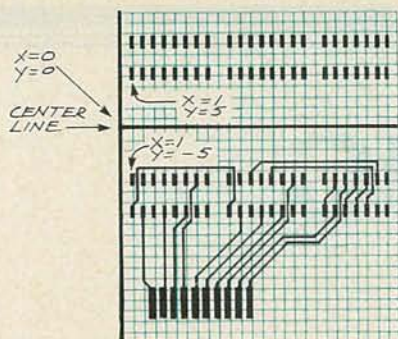 X=0
Y=0
CENTER
LINE
X=1
Y=5
X=1
Y=-5